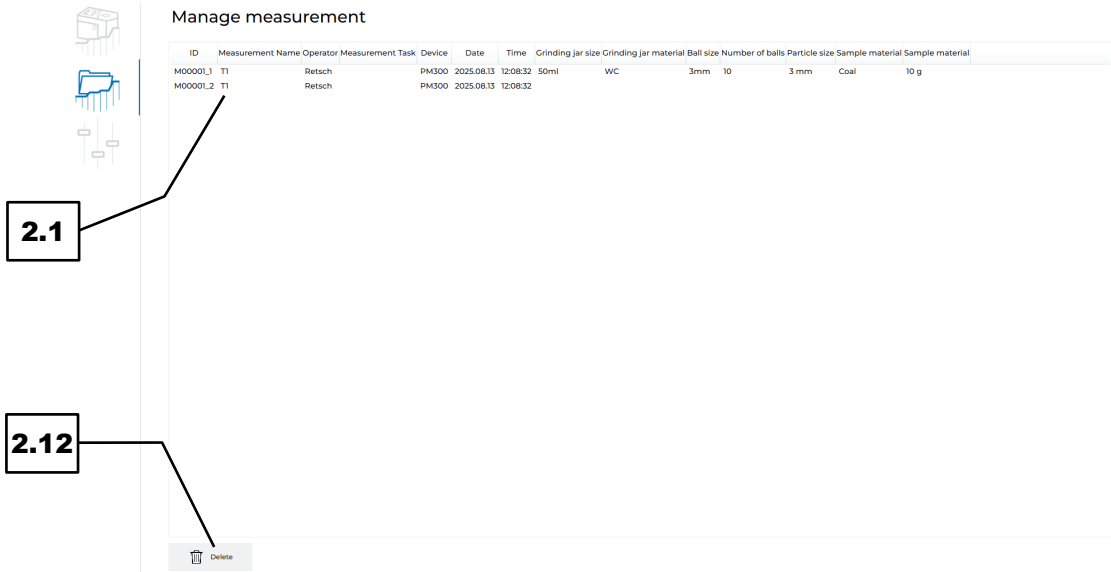 Manage measurement
ID Measurement Name Operator Measurement Task Device Date Time Grinding jar size Grinding jar material Ball size Number of balls Particle size Sample material Sample material
M00001_1 T1 Retsch PM300 2025.08.13 12:08:32 50ml WC 3mm 10 3 mm Coal 10 g
M00001_2 T1 Retsch PM300 2025.08.13 12:08:32
2.1
2.12
Delete